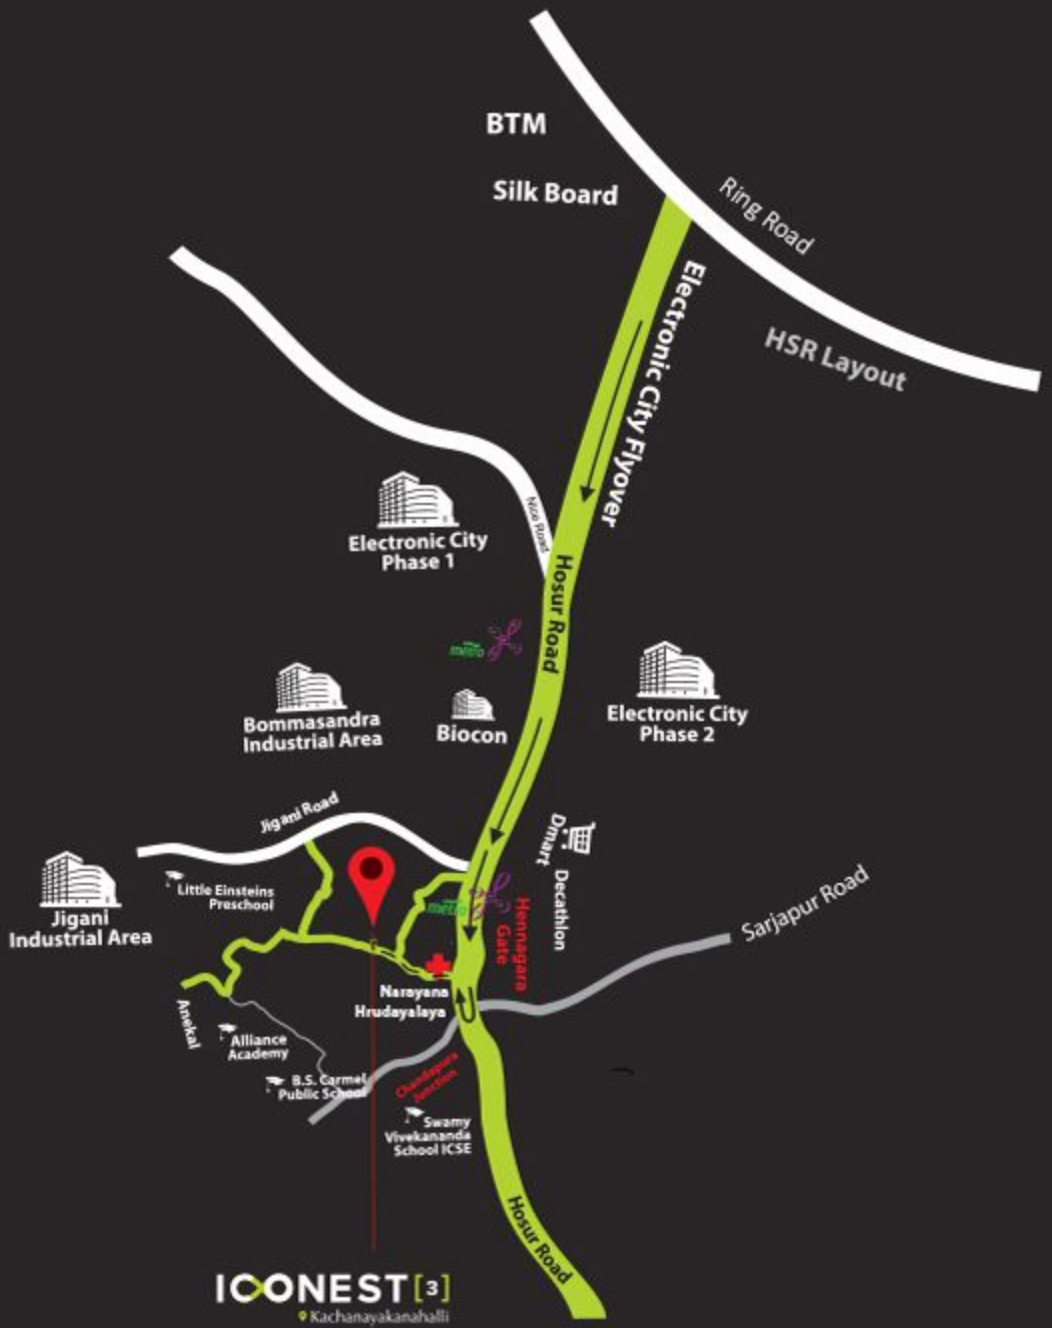 BTM
Silk Board
Ring Road
HSR Layout
Electronic City Flyover
Nice Road
Electronic City
Phase 1
Hosur Road
metro
Electronic City
Phase 2
Bommasandra
Industrial Area
Biocon
Jigani Road
Dmart
Decathlon
Jigani
Industrial Area
Little Einsteins
Preschool
metro
Hennagara
Gate
Sarjapur Road
Narayana
Hrudayalaya
Anekal
Alliance
Academy
B.S. Carmel
Public School
Chandapura
Junction
Swamy
Vivekananda
School ICSE
Hosur Road
ICONEST[3]
Kachanayakanahalli